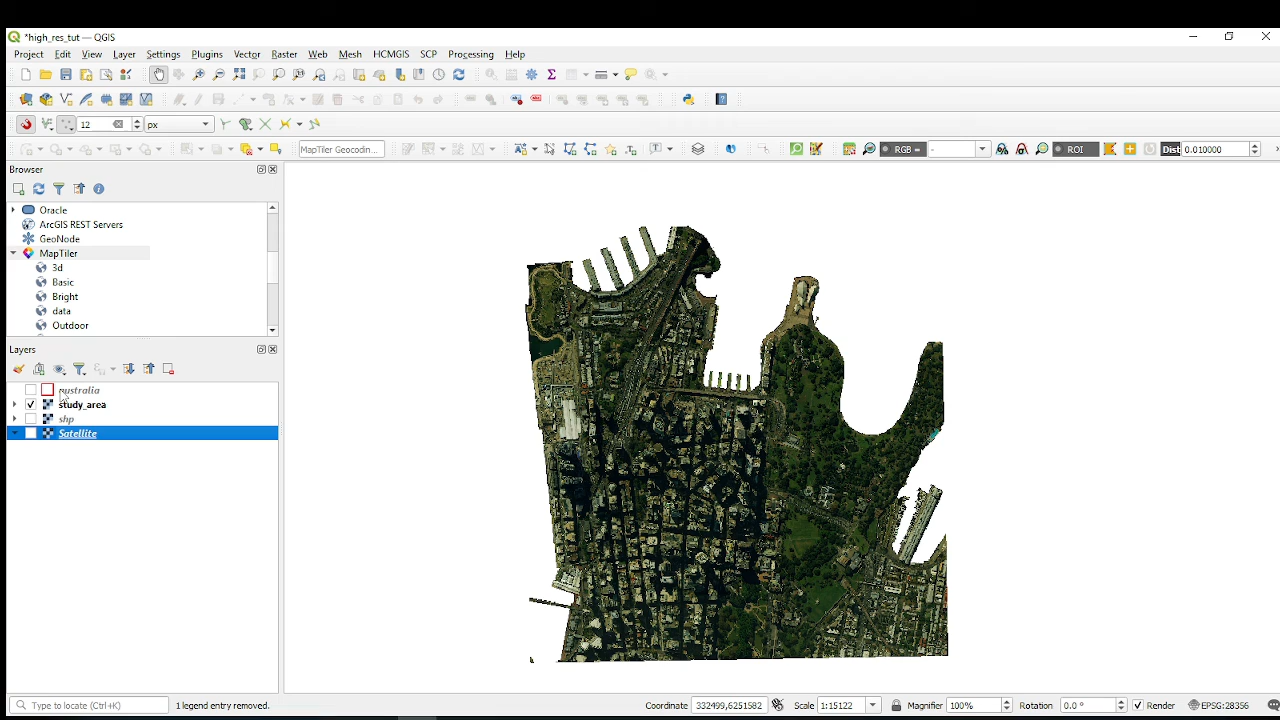 *high_res_tut — QGIS
Project Edit View Layer Settings Plugins Vector Raster Web Mesh HCMGIS SCP Processing Help
12 px
MapTiler Geocodin... RGB = - ROI Dist 0.010000
Browser
Oracle
ArcGIS REST Servers
GeoNode
MapTiler
3d
Basic
Bright
data
Outdoor
Layers
australia
study_area
shp
Satellite
Type to locate (Ctrl+K) 1 legend entry removed. Coordinate 332499,6251582 Scale 1:15122 Magnifier 100% Rotation 0.0 ° Render EPSG:28356